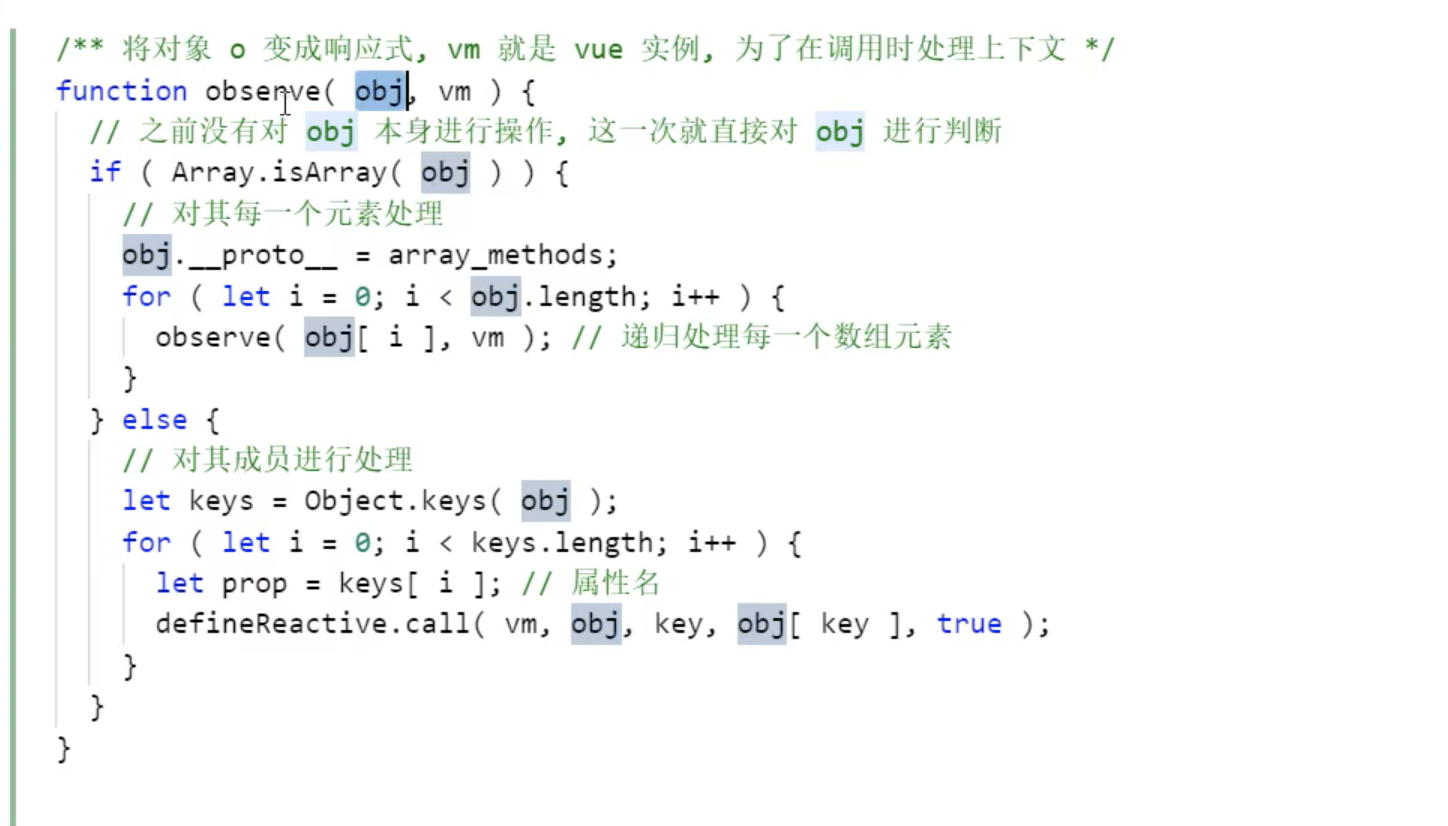 /** 将对象 o 变成响应式, vm 就是 vue 实例, 为了在调用时处理上下文 */
function observe( obj, vm ) {
  // 之前没有对 obj 本身进行操作, 这一次就直接对 obj 进行判断
  if ( Array.isArray( obj ) ) {
    // 对其每一个元素处理
    obj.__proto__ = array_methods;
    for ( let i = 0; i < obj.length; i++ ) {
      observe( obj[ i ], vm ); // 递归处理每一个数组元素
    }
  } else {
    // 对其成员进行处理
    let keys = Object.keys( obj );
    for ( let i = 0; i < keys.length; i++ ) {
      let prop = keys[ i ]; // 属性名
      defineReactive.call( vm, obj, key, obj[ key ], true );
    }
  }
}